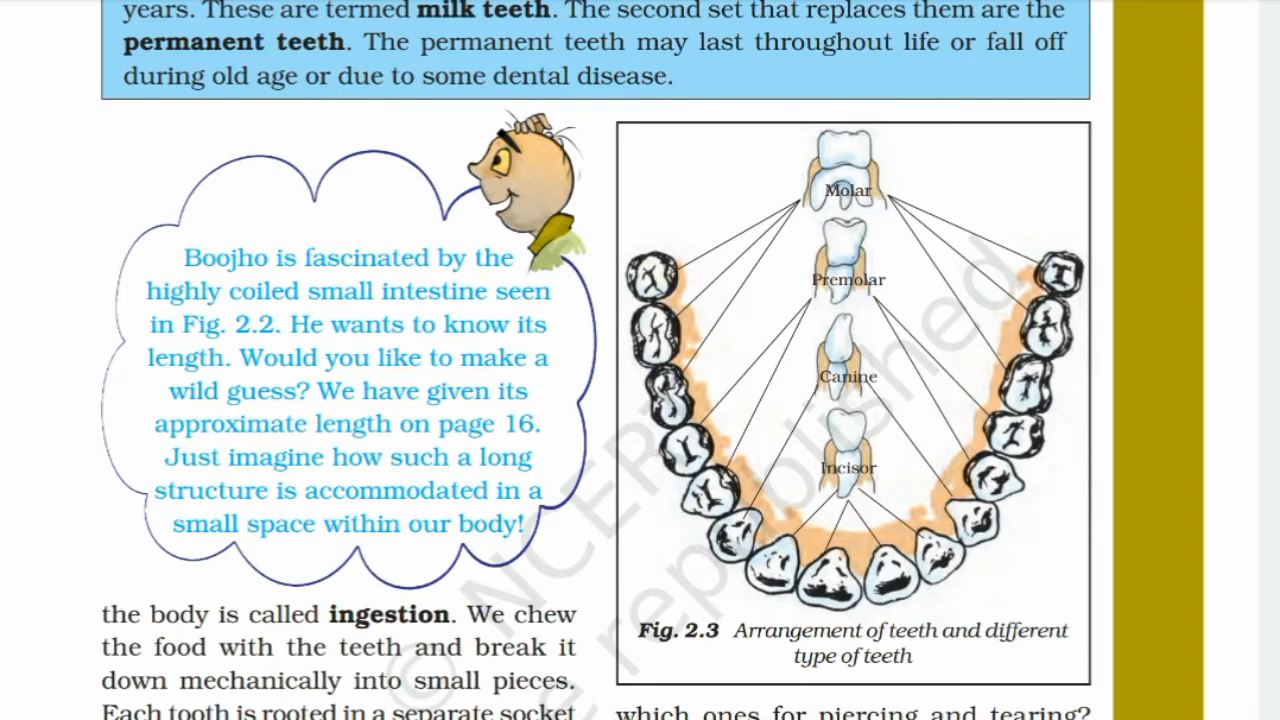 years. These are termed milk teeth. The second set that replaces them are the
permanent teeth. The permanent teeth may last throughout life or fall off
during old age or due to some dental disease.
Boojho is fascinated by the
highly coiled small intestine seen
in Fig. 2.2. He wants to know its
length. Would you like to make a
wild guess? We have given its
approximate length on page 16.
Just imagine how such a long
structure is accommodated in a
small space within our body!
the body is called ingestion. We chew
the food with the teeth and break it
down mechanically into small pieces.
Each tooth is rooted in a separate socket
Molar
Premolar
Canine
Incisor
Fig. 2.3 Arrangement of teeth and different
type of teeth
which ones for piercing and tearing?
© NCERT
republished